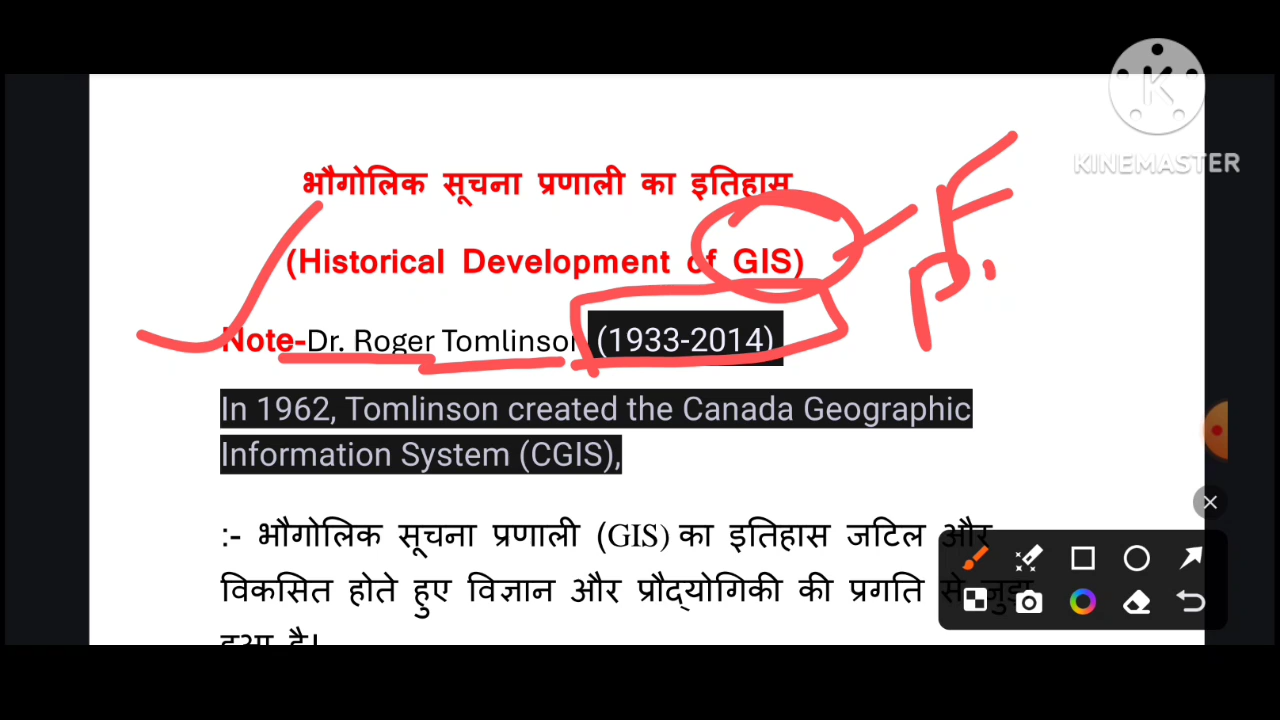 KINEMASTER
भौगोलिक सूचना प्रणाली का इतिहास
(Historical Development of GIS)
F
p.
Note-Dr. Roger Tomlinson (1933-2014)
In 1962, Tomlinson created the Canada Geographic
Information System (CGIS),
:- भौगोलिक सूचना प्रणाली (GIS) का इतिहास जटिल और
विकसित होते हुए विज्ञान और प्रौद्योगिकी की प्रगति से जुड़ा
हुआ है।